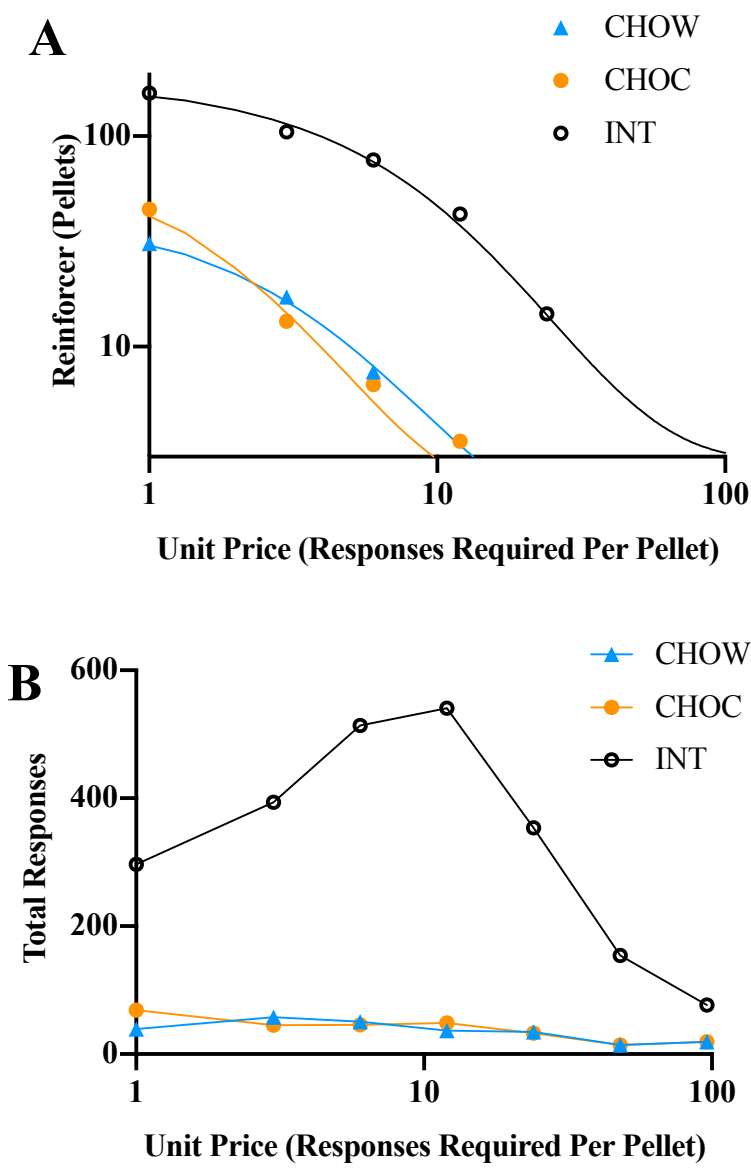 A
CHOW
CHOC
INT
Reinforcer (Pellets)
100
10
1
10
100
Unit Price (Responses Required Per Pellet)
B
CHOW
CHOC
INT
Total Responses
600
400
200
0
1
10
100
Unit Price (Responses Required Per Pellet)